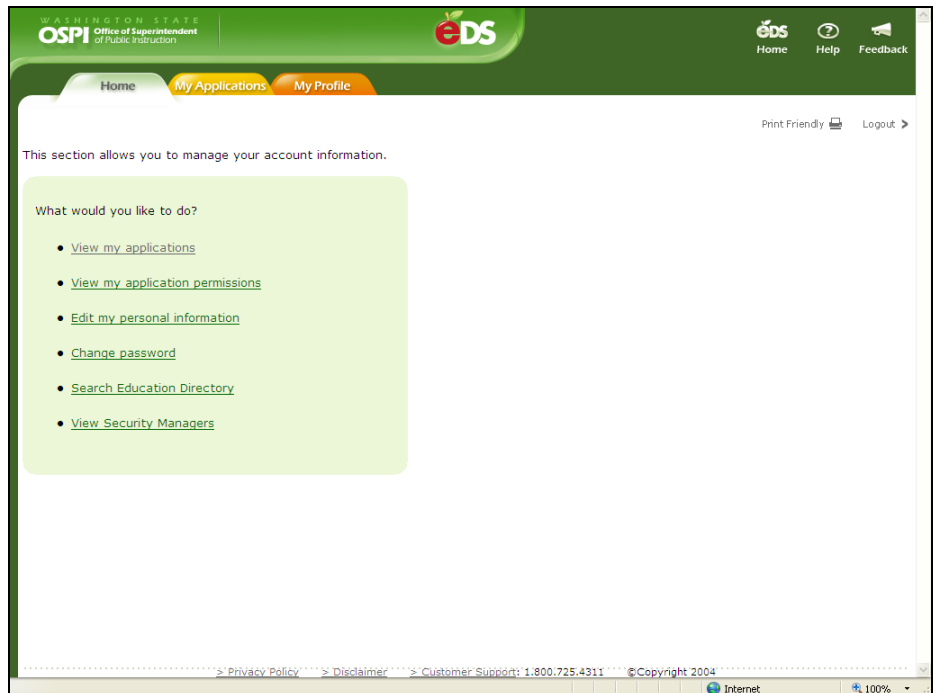 WASHINGTON STATE
OSPI Office of Superintendent
of Public Instruction
eDS
eDS
Home
Help
Feedback
Home
My Applications
My Profile
Print Friendly
Logout >
This section allows you to manage your account information.
What would you like to do?
• View my applications
• View my application permissions
• Edit my personal information
• Change password
• Search Education Directory
• View Security Managers
> Privacy Policy > Disclaimer > Customer Support: 1.800.725.4311 ©Copyright 2004
Internet 100%